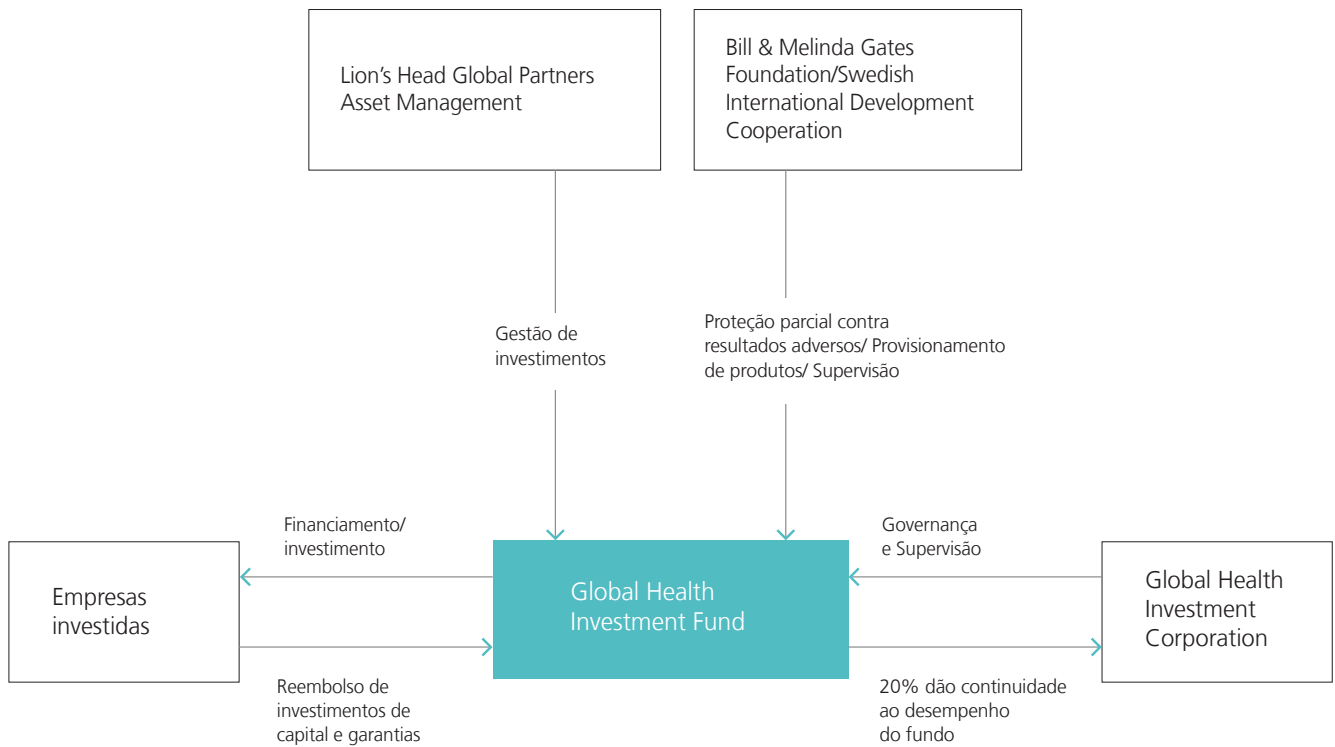 Lion's Head Global Partners
Asset Management
Bill & Melinda Gates
Foundation/Swedish
International Development
Cooperation
Gestão de
investimentos
Proteção parcial contra
resultados adversos/ Provisionamento
de produtos/ Supervisão
Financiamento/
investimento
Governança
e Supervisão
Empresas
investidas
Global Health
Investment Fund
Global Health
Investment
Corporation
Reembolso de
investimentos de
capital e garantias
20% dão continuidade
ao desempenho
do fundo